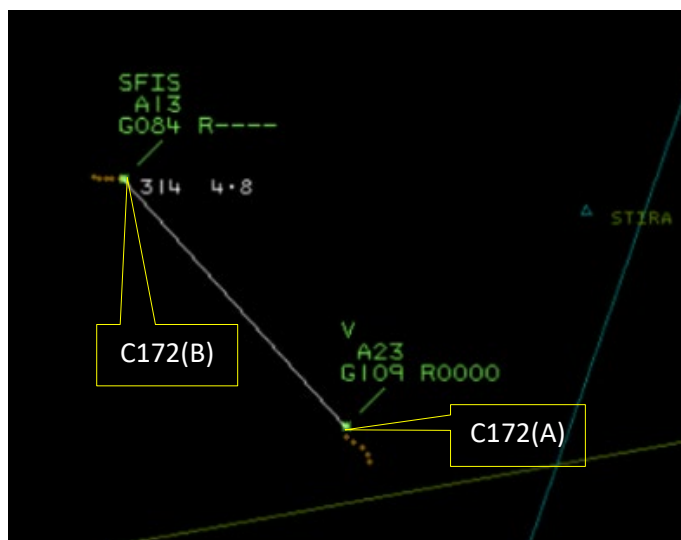 SFIS
A13
G084 R----
314 4.8
STIRA
C172(B)
V
A23
G109 R0000
C172(A)